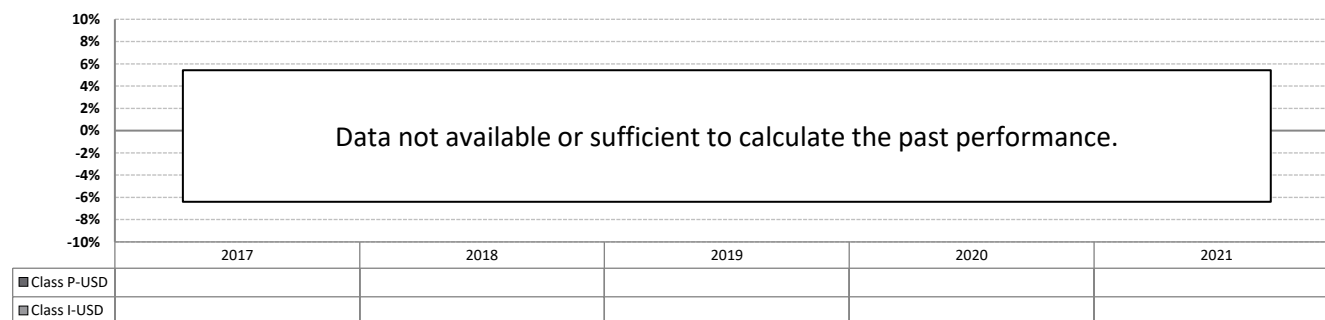 10%
8%
6%
4%
2%
0%
-2%
-4%
-6%
-8%
-10%
Data not available or sufficient to calculate the past performance.
2017 2018 2019 2020 2021
Class P-USD
Class I-USD